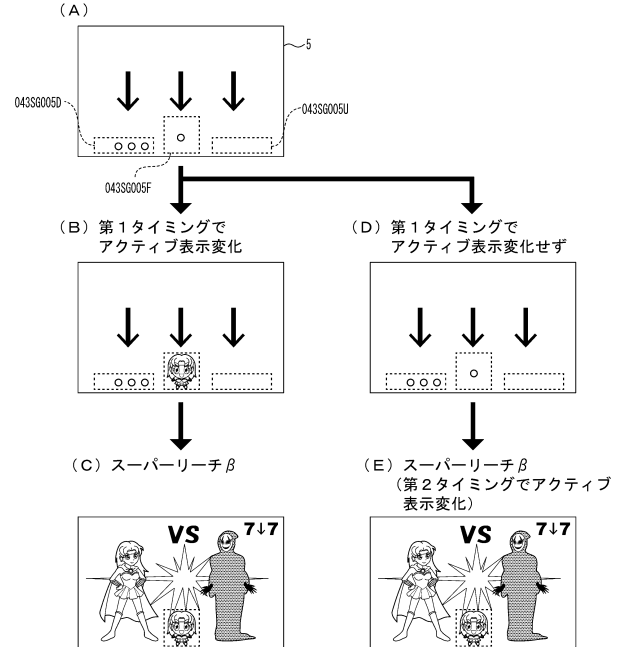 (A)
5
043SG005D
043SG005U
043SG005F
(B) 第1タイミングで
アクティブ表示変化
(D) 第1タイミングで
アクティブ表示変化せず
(C) スーパーリーチβ
(E) スーパーリーチβ
(第2タイミングでアクティブ
表示変化)
VS
7↓7
VS
7↓7